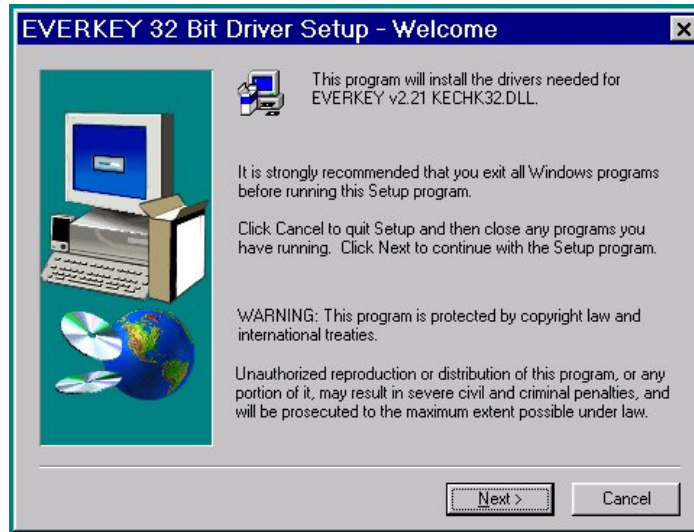 EVERKEY 32 Bit Driver Setup - Welcome
This program will install the drivers needed for
EVERKEY v2.21 KECHK32.DLL.
It is strongly recommended that you exit all Windows programs
before running this Setup program.
Click Cancel to quit Setup and then close any programs you
have running. Click Next to continue with the Setup program.
WARNING: This program is protected by copyright law and
international treaties.
Unauthorized reproduction or distribution of this program, or any
portion of it, may result in severe civil and criminal penalties, and
will be prosecuted to the maximum extent possible under law.
Next >
Cancel